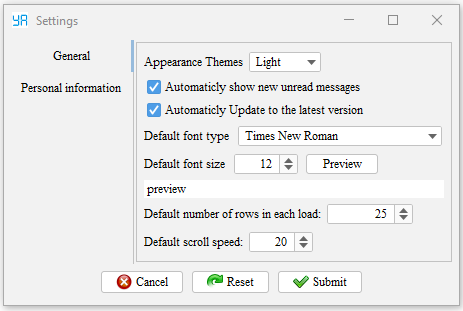 YA Settings
General
Personal information
Appearance Themes Light
Automaticly show new unread messages
Automaticly Update to the latest version
Default font type Times New Roman
Default font size 12 Preview
preview
Default number of rows in each load: 25
Default scroll speed: 20
Cancel Reset Submit